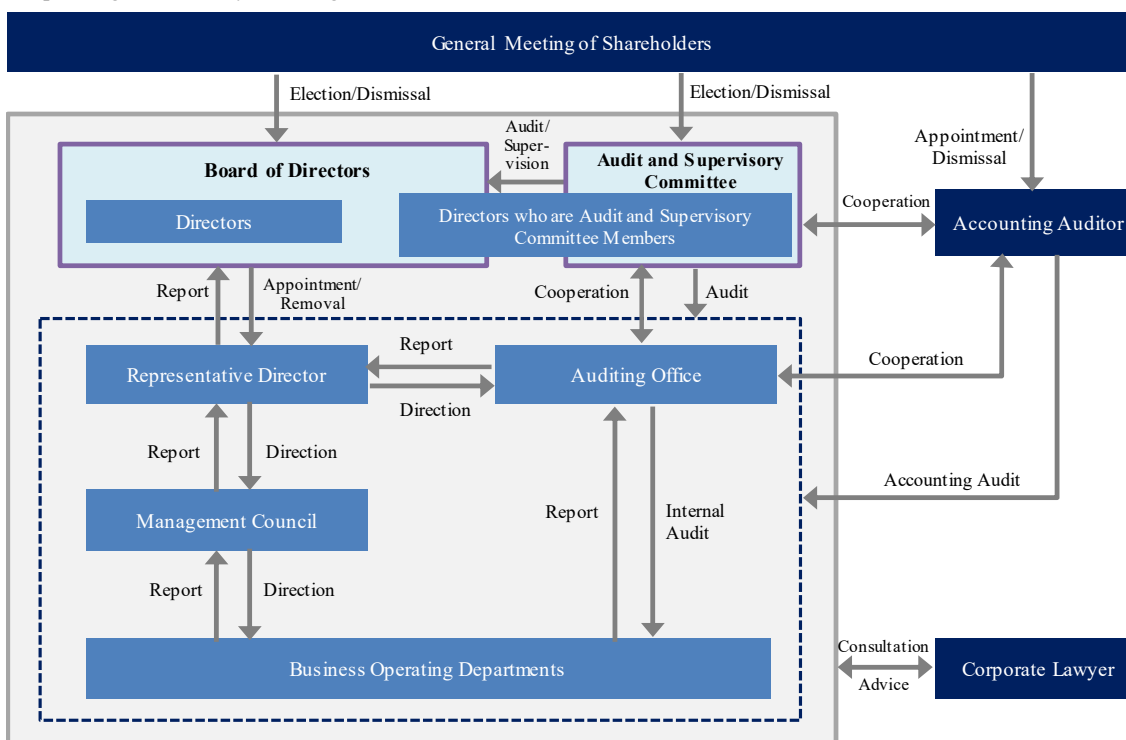 General Meeting of Shareholders
Election/Dismissal
Election/Dismissal
Appointment/
Dismissal
Audit/
Super-
vision
Board of Directors
Audit and Supervisory
Committee
Directors
Directors who are Audit and Supervisory
Committee Members
Cooperation
Accounting Auditor
Report
Appointment/
Removal
Cooperation
Audit
Representative Director
Report
Direction
Auditing Office
Cooperation
Report
Direction
Accounting Audit
Management Council
Report
Internal
Audit
Report
Direction
Business Operating Departments
Consultation
Advice
Corporate Lawyer